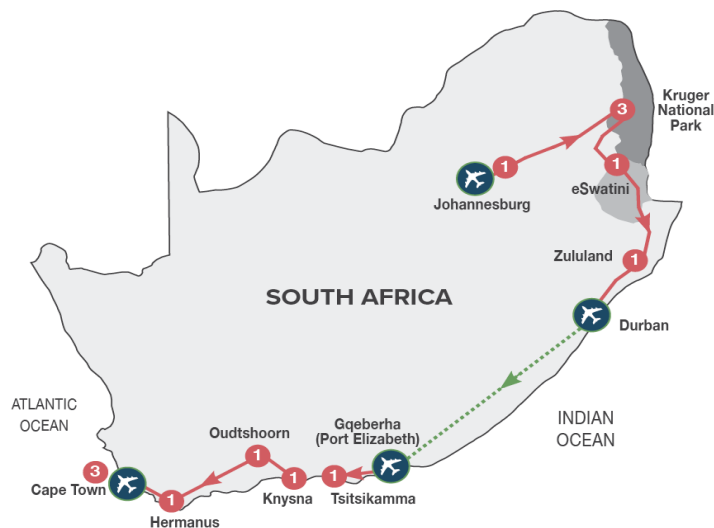 Kruger
National
Park
3
1
Johannesburg
1
eSwatini
Zululand
1
SOUTH AFRICA
Durban
ATLANTIC
OCEAN
INDIAN
OCEAN
Gqeberha
(Port Elizabeth)
Oudtshoorn
1
3
Cape Town
1
Hermanus
1
Knysna
1
Tsitsikamma